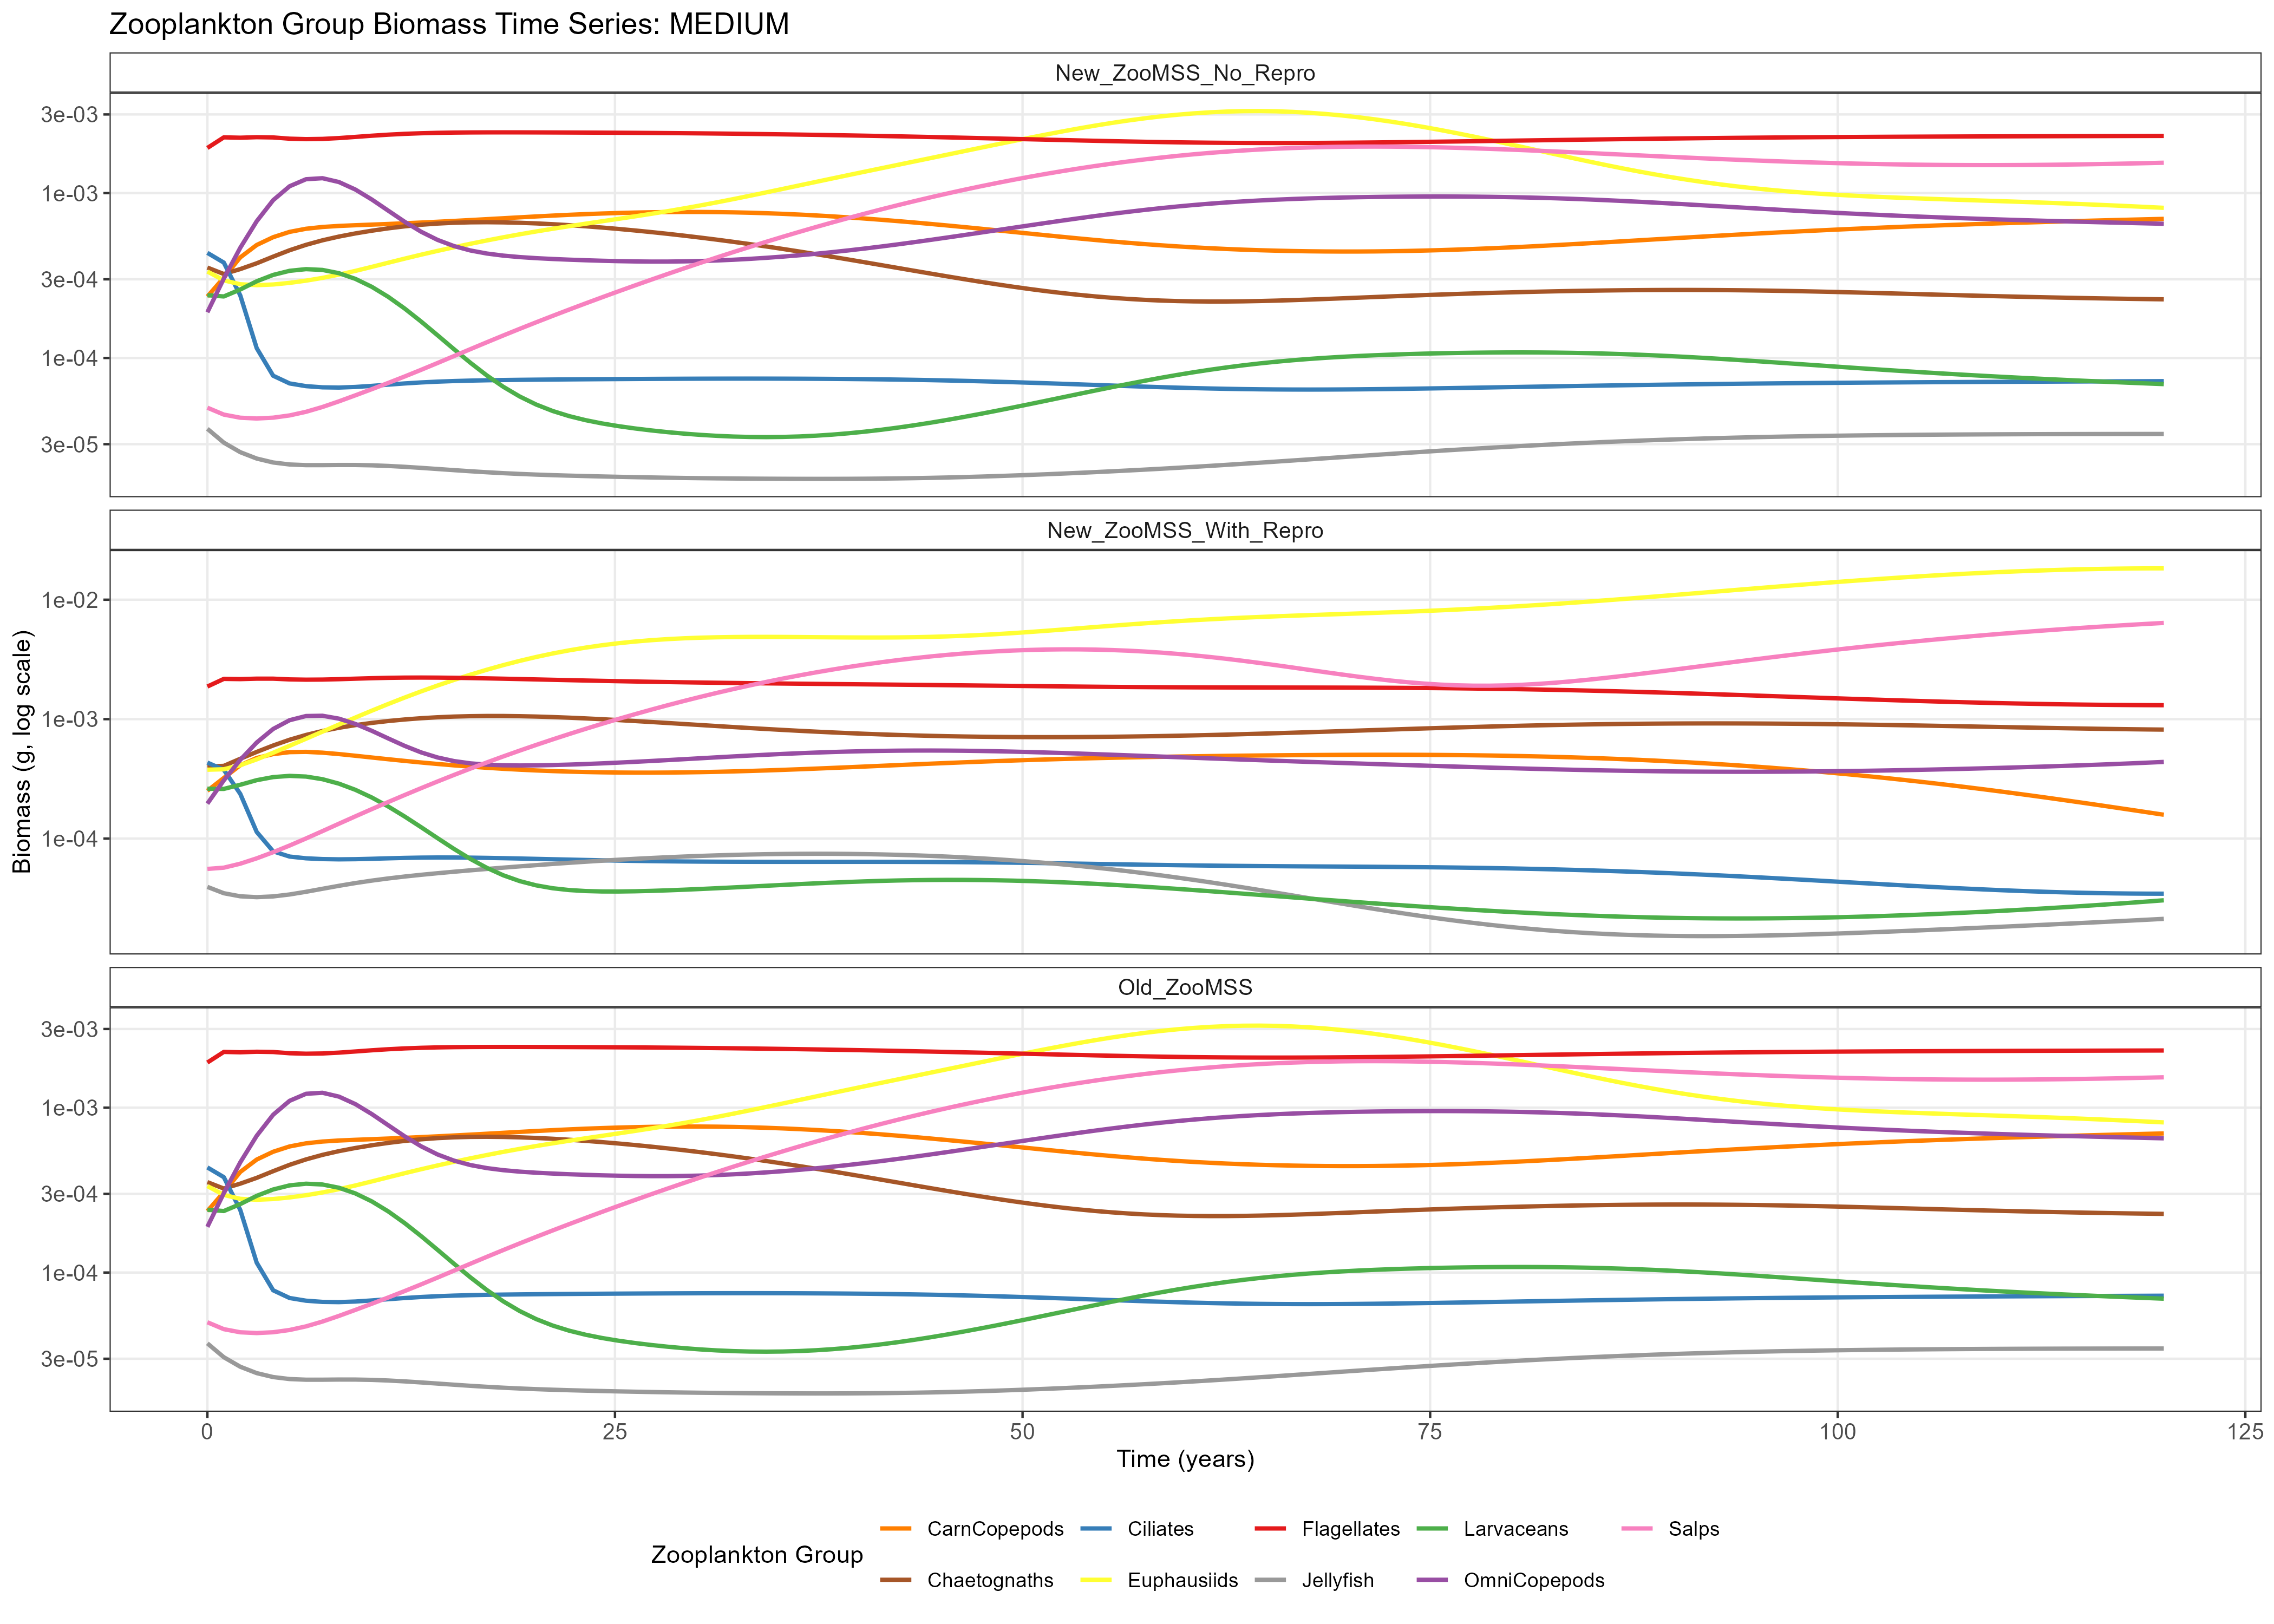 Zooplankton Group Biomass Time Series: MEDIUM
New_ZooMSS_No_Repro
3e-03
1e-03
3e-04
1e-04
3e-05
New_ZooMSS_With_Repro
1e-02
1e-03
1e-04
Biomass (g, log scale)
Old_ZooMSS
3e-03
1e-03
3e-04
1e-04
3e-05
0 25 50 75 100 125
Time (years)
Zooplankton Group
CarnCopepods Ciliates Flagellates Larvaceans Salps
Chaetognaths Euphausiids Jellyfish OmniCopepods